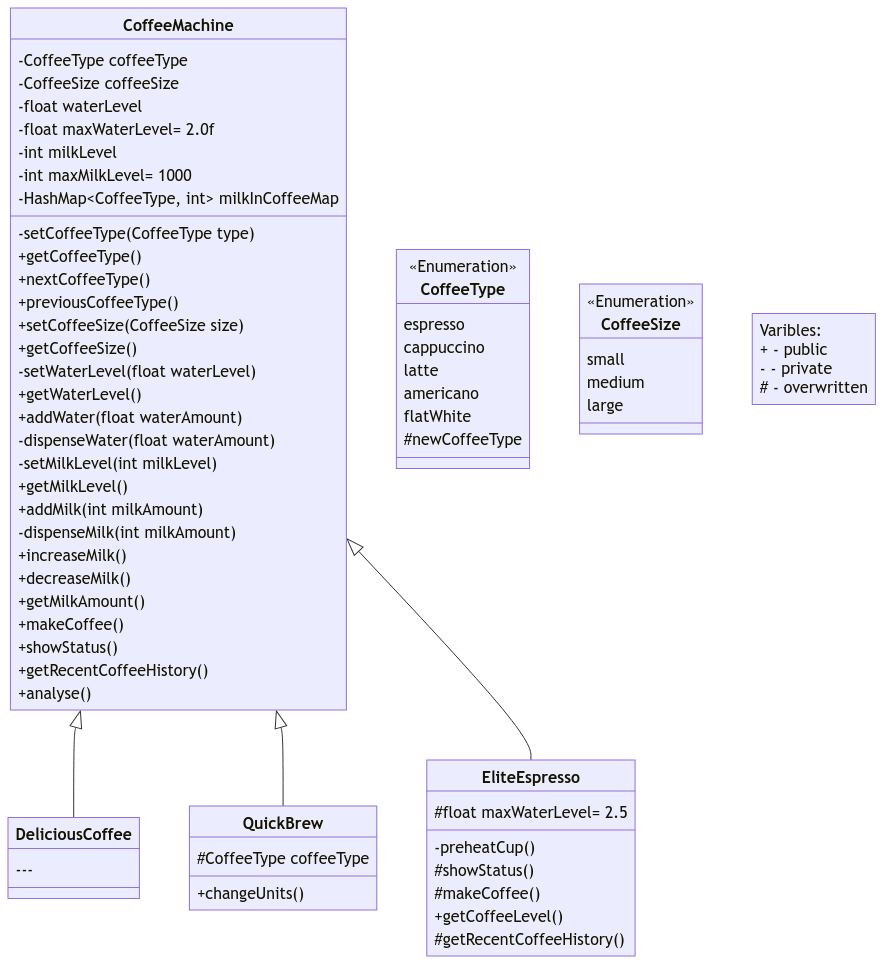 CoffeeMachine
-CoffeeType coffeeType
-CoffeeSize coffeeSize
-float waterLevel
-float maxWaterLevel= 2.0f
-int milkLevel
-int maxMilkLevel= 1000
-HashMap<CoffeeType, int> milkInCoffeeMap
-setCoffeeType(CoffeeType type)
+getCoffeeType()
+nextCoffeeType()
+previousCoffeeType()
+setCoffeeSize(CoffeeSize size)
+getCoffeeSize()
-setWaterLevel(float waterLevel)
+getWaterLevel()
+addWater(float waterAmount)
-dispenseWater(float waterAmount)
-setMilkLevel(int milkLevel)
+getMilkLevel()
+addMilk(int milkAmount)
-dispenseMilk(int milkAmount)
+increaseMilk()
+decreaseMilk()
+getMilkAmount()
+makeCoffee()
+showStatus()
+getRecentCoffeeHistory()
+analyse()
«Enumeration»
CoffeeType
espresso
cappuccino
latte
americano
flatWhite
#newCoffeeType
«Enumeration»
CoffeeSize
small
medium
large
Varibles:
+ - public
- - private
# - overwritten
DeliciousCoffee
---
QuickBrew
#CoffeeType coffeeType
+changeUnits()
EliteEspresso
#float maxWaterLevel= 2.5
-preheatCup()
#showStatus()
#makeCoffee()
+getCoffeeLevel()
#getRecentCoffeeHistory()